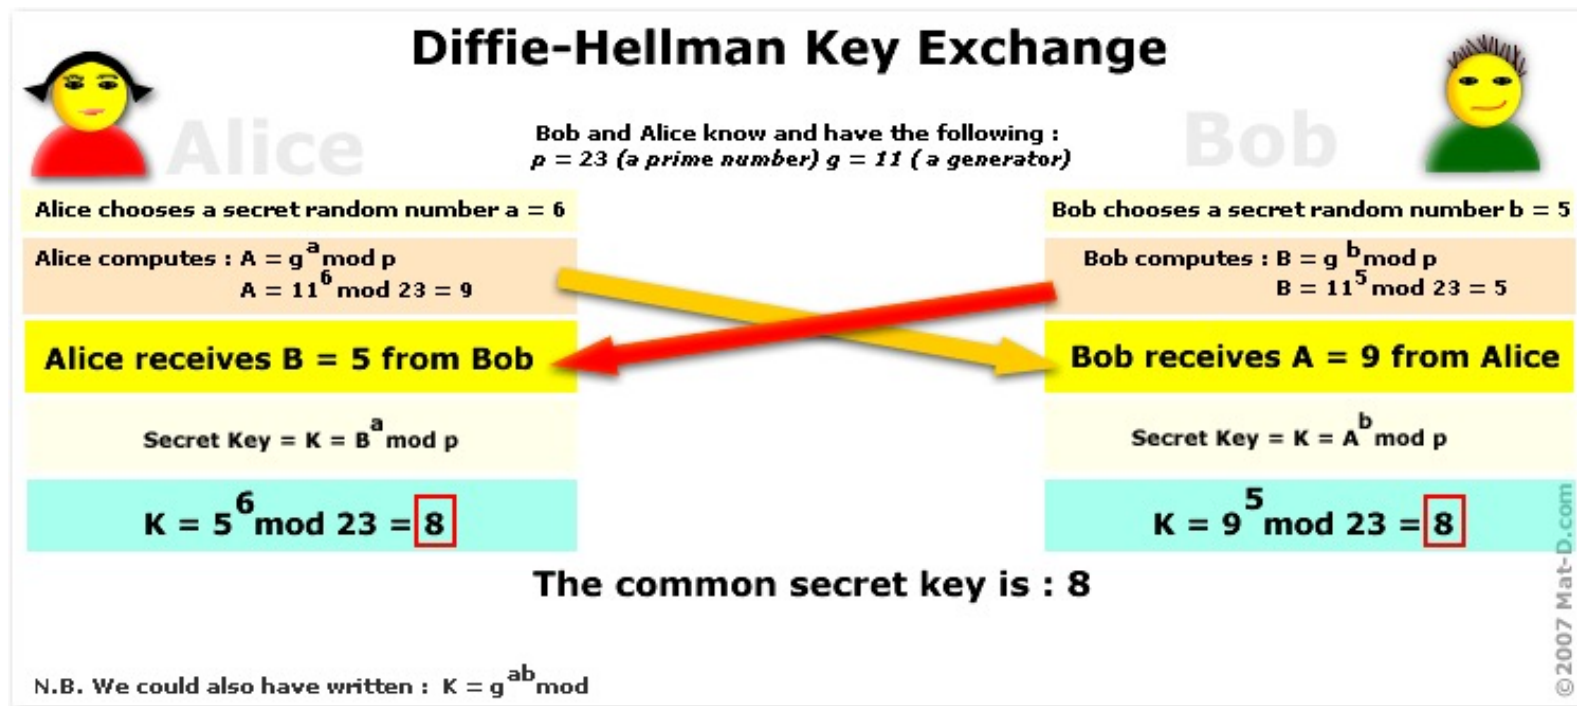 Diffie-Hellman Key Exchange
Alice
Bob
Bob and Alice know and have the following :
p = 23 (a prime number) g = 11 ( a generator)
Alice chooses a secret random number a = 6
Alice computes : A = g^a mod p
A = 11^6 mod 23 = 9
Alice receives B = 5 from Bob
Secret Key = K = B^a mod p
K = 5^6 mod 23 = 8
Bob chooses a secret random number b = 5
Bob computes : B = g^b mod p
B = 11^5 mod 23 = 5
Bob receives A = 9 from Alice
Secret Key = K = A^b mod p
K = 9^5 mod 23 = 8
The common secret key is : 8
N.B. We could also have written : K = g^ab mod
©2007 Mat-D.com